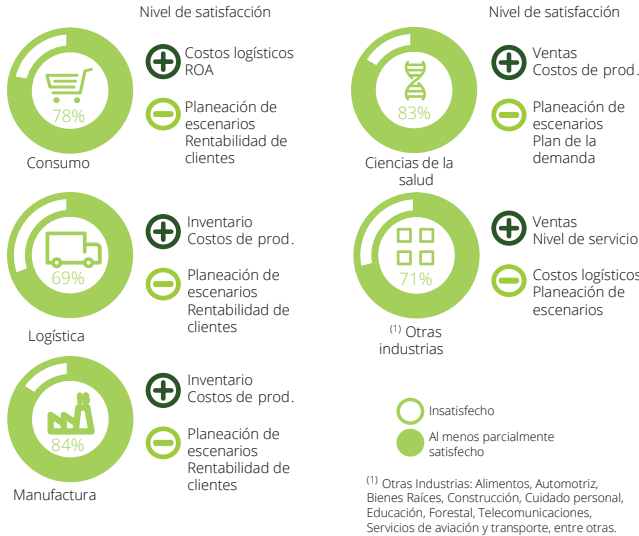 Nivel de satisfacción
78%
Consumo
Costos logísticos
ROA
Planeación de
escenarios
Rentabilidad de
clientes
69%
Logística
Inventario
Costos de prod.
Planeación de
escenarios
Rentabilidad de
clientes
84%
Manufactura
Inventario
Costos de prod.
Planeación de
escenarios
Rentabilidad de
clientes
Nivel de satisfacción
83%
Ciencias de la
salud
Ventas
Costos de prod.
Planeación de
escenarios
Plan de la
demanda
71%
(1) Otras
industrias
Ventas
Nivel de servicio
Costos logísticos
Planeación de
escenarios
Insatisfecho
Al menos parcialmente
satisfecho
(1) Otras Industrias: Alimentos, Automotriz,
Bienes Raíces, Construcción, Cuidado personal,
Educación, Forestal, Telecomunicaciones,
Servicios de aviación y transporte, entre otras.